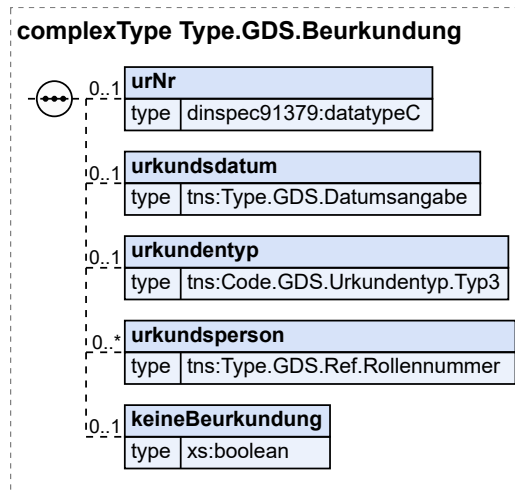 complexType Type.GDS.Beurkundung
0..1 urNr
type dinspec91379:datatypeC
0..1 urkundsdatum
type tns:Type.GDS.Datumsangabe
0..1 urkundentyp
type tns:Code.GDS.Urkundentyp.Typ3
0..* urkundsperson
type tns:Type.GDS.Ref.Rollennummer
0..1 keineBeurkundung
type xs:boolean